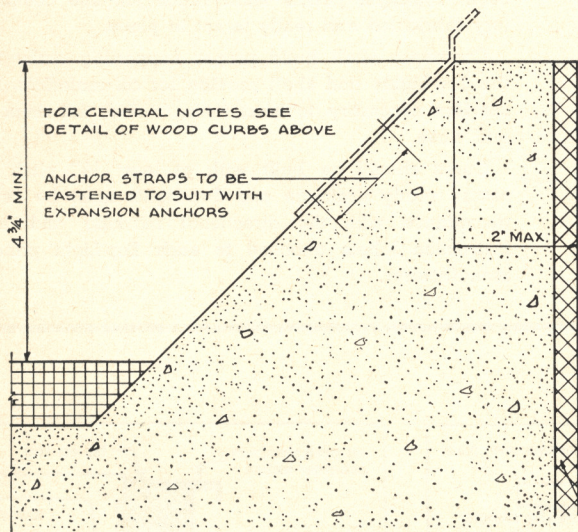 FOR GENERAL NOTES SEE
DETAIL OF WOOD CURBS ABOVE
ANCHOR STRAPS TO BE
FASTENED TO SUIT WITH
EXPANSION ANCHORS
4 3/4" MIN.
2" MAX.